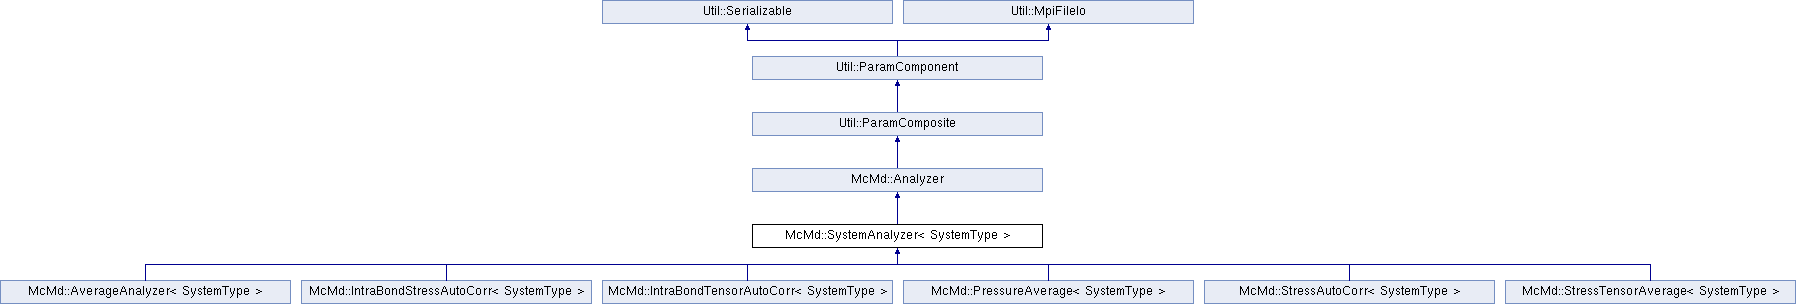 Util::Serializable
Util::MpiFileIo
Util::ParamComponent
Util::ParamComposite
McMd::Analyzer
McMd::SystemAnalyzer< SystemType >
McMd::AverageAnalyzer< SystemType >
McMd::IntraBondStressAutoCorr< SystemType >
McMd::IntraBondTensorAutoCorr< SystemType >
McMd::PressureAverage< SystemType >
McMd::StressAutoCorr< SystemType >
McMd::StressTensorAverage< SystemType >